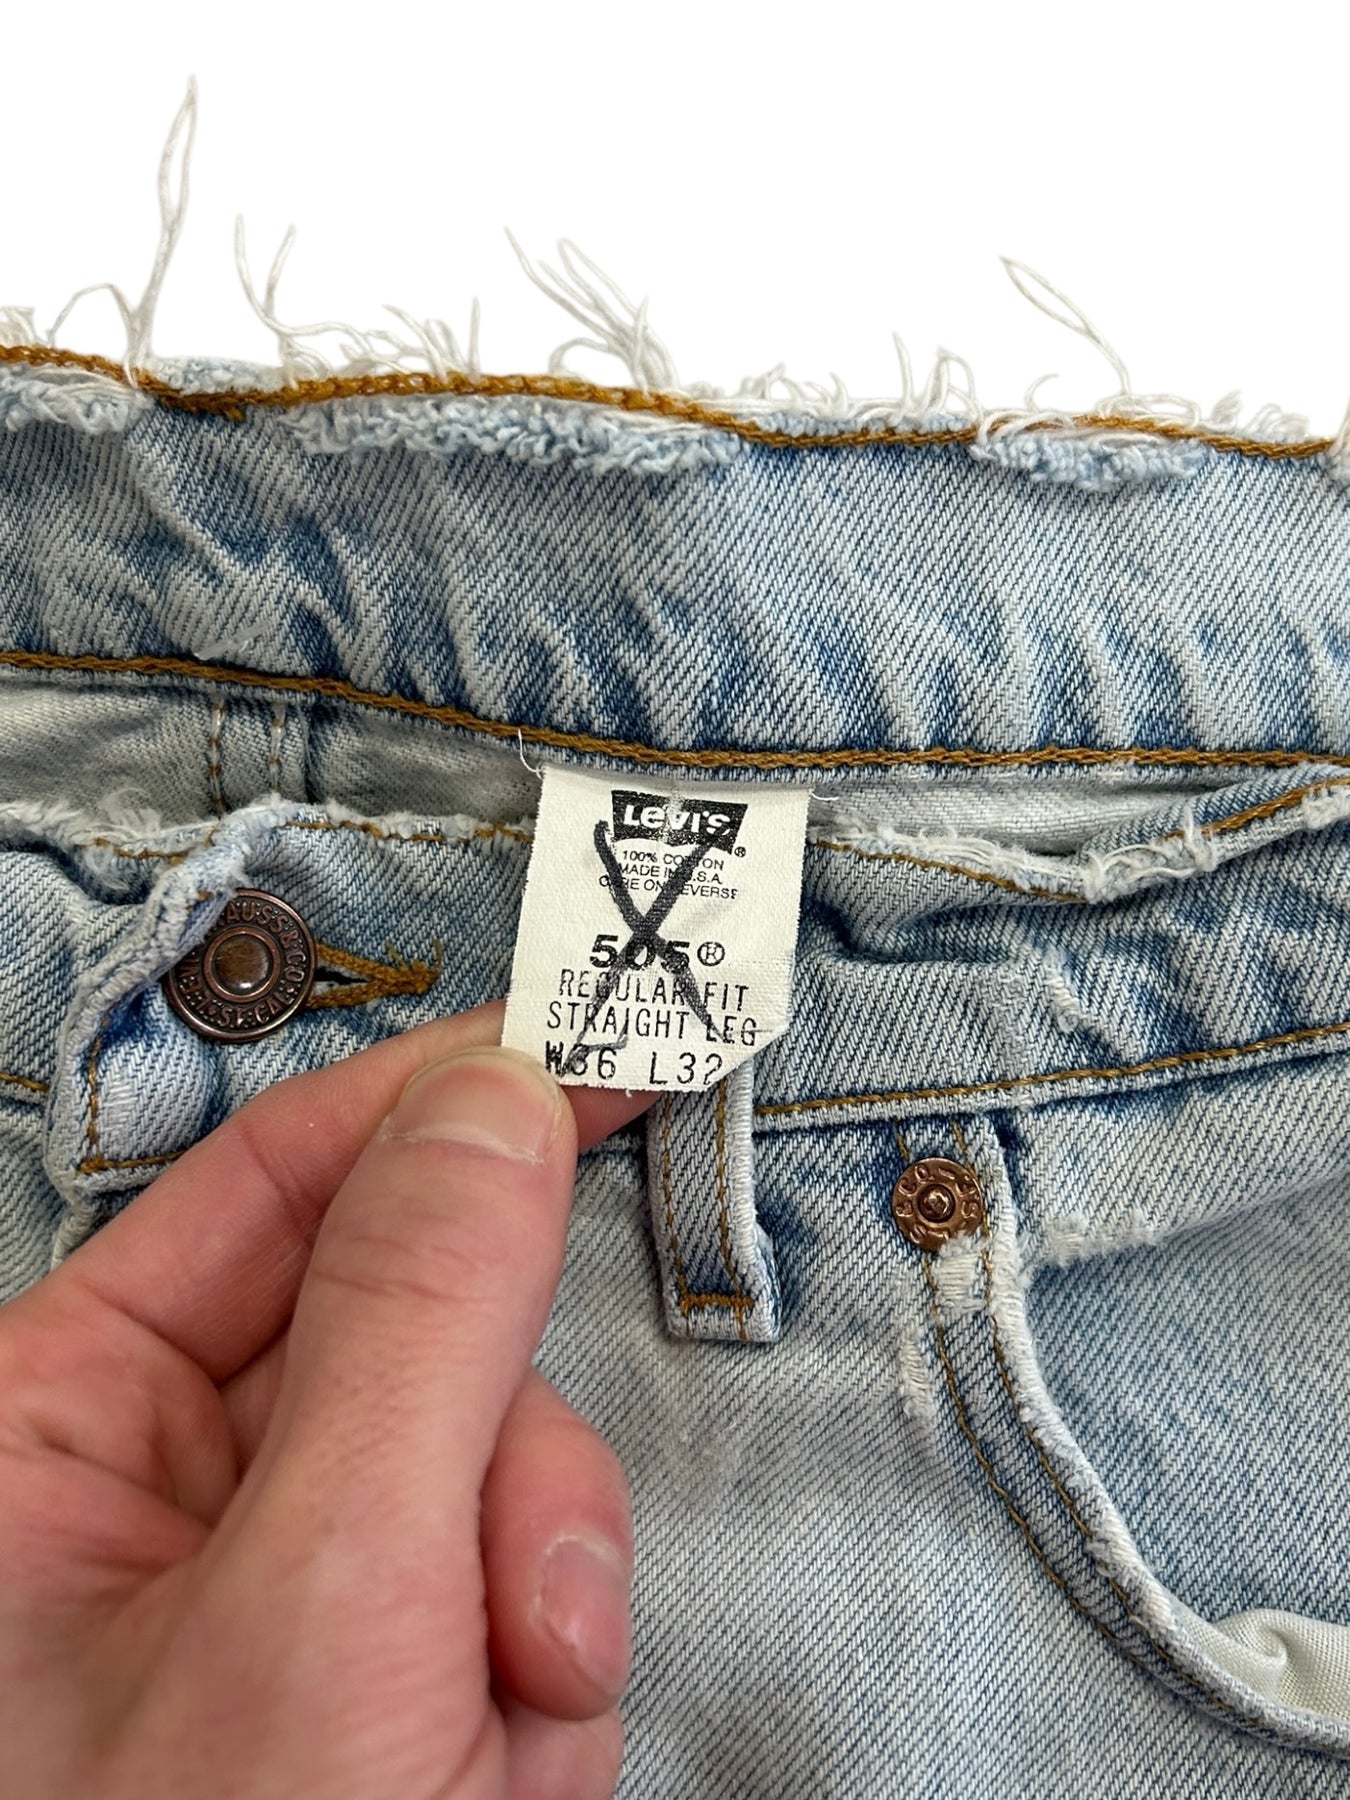 LEVI'S ®
100% COTTON
MADE IN U.S.A.
CARE ON REVERSE
505®
REGULAR FIT
STRAIGHT LEG
W36 L32